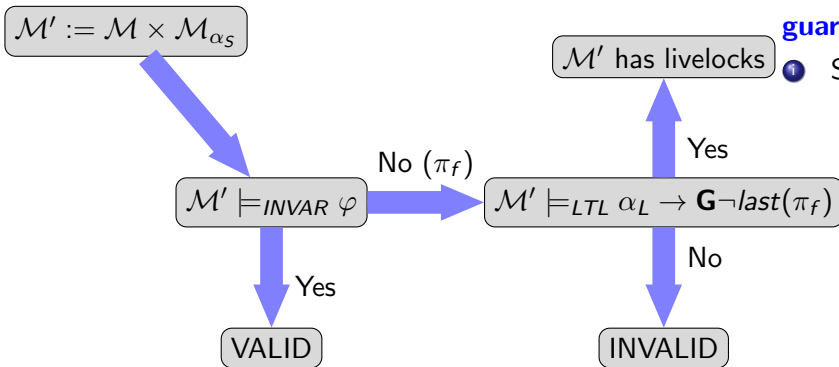 ℳ′ := ℳ × ℳ_{α_S}
guar
i S
ℳ′ has livelocks
No (π_f)
Yes
ℳ′ ⊨_{INVAR} φ
ℳ′ ⊨_{LTL} α_L → G¬last(π_f)
Yes
No
VALID
INVALID